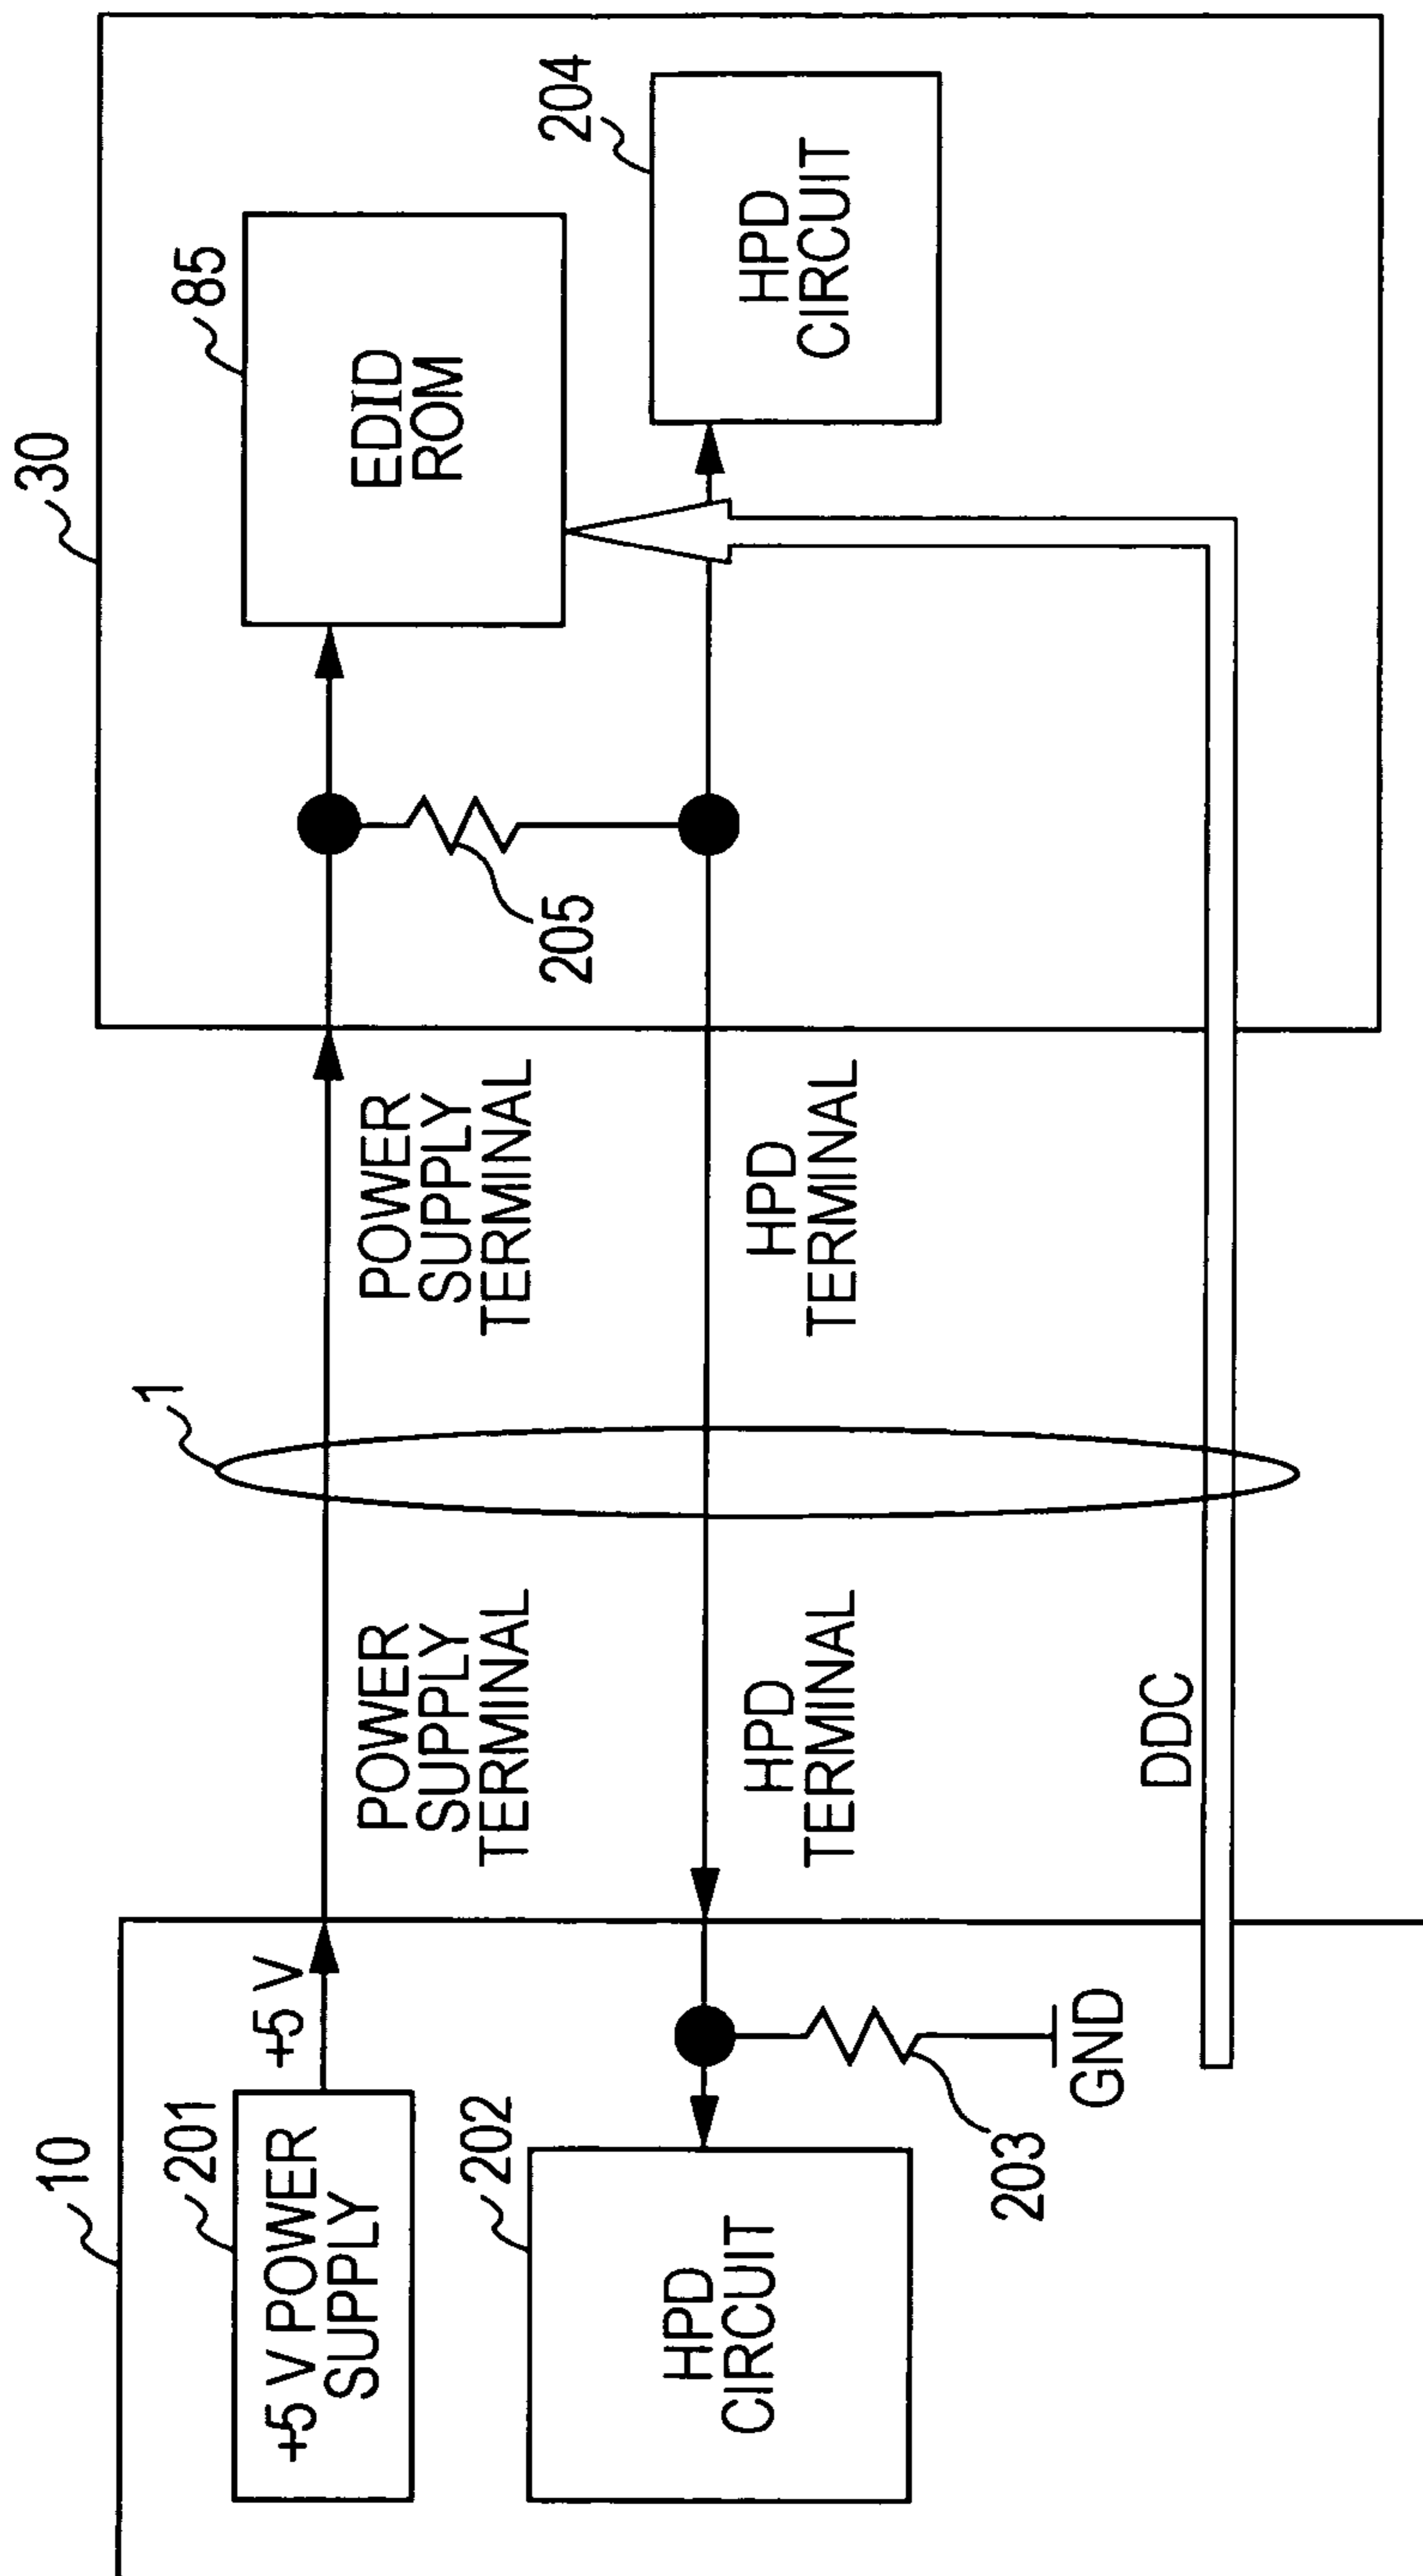 10
201
+5 V POWER
SUPPLY
+5 V
202
HPD
CIRCUIT
203
GND
POWER
SUPPLY
TERMINAL
HPD
TERMINAL
DDC
1
POWER
SUPPLY
TERMINAL
HPD
TERMINAL
30
205
85
EDID
ROM
204
HPD
CIRCUIT